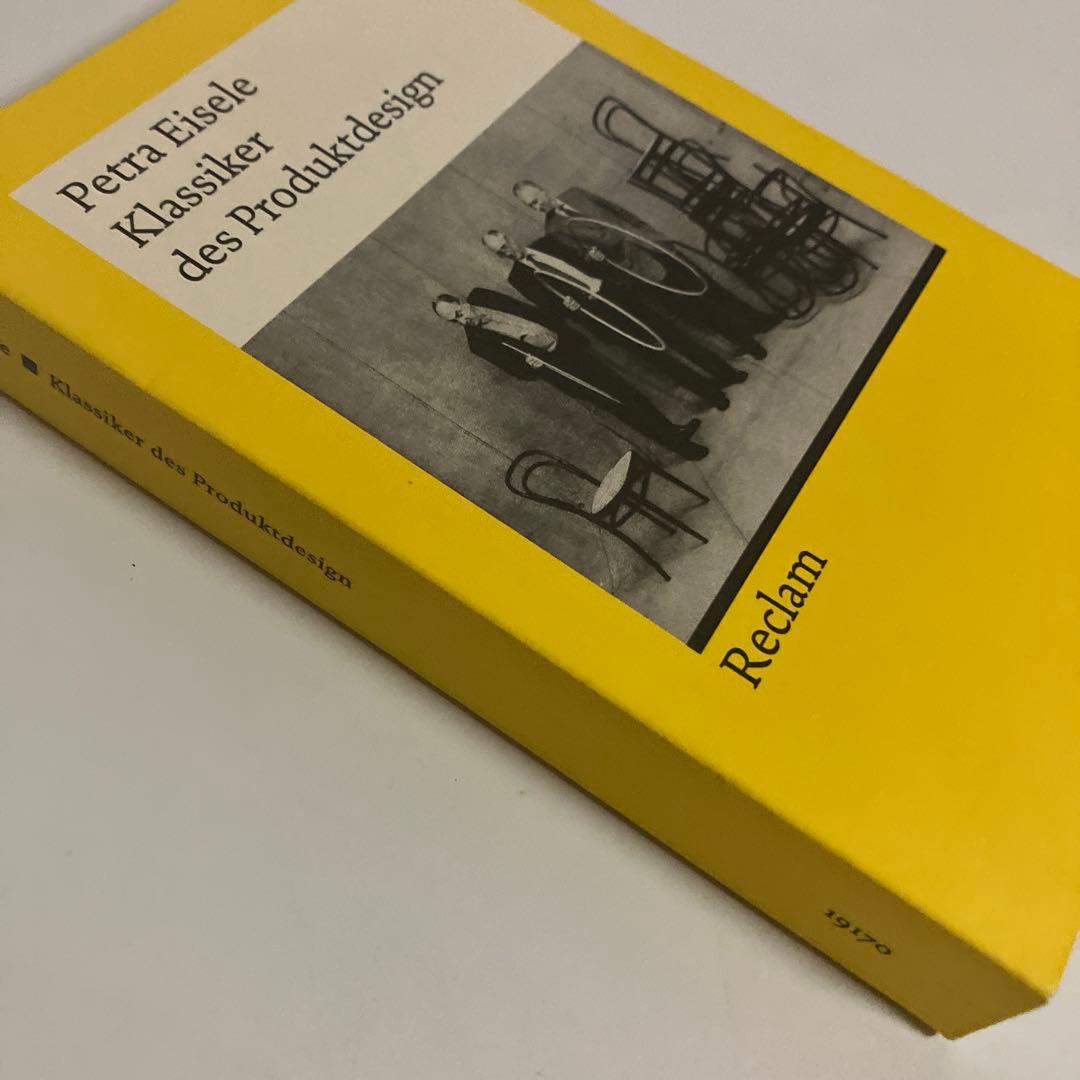 Petra Eisele
Klassiker
des Produktdesign
Reclam
e ■ Klassiker des Produktdesign
19170